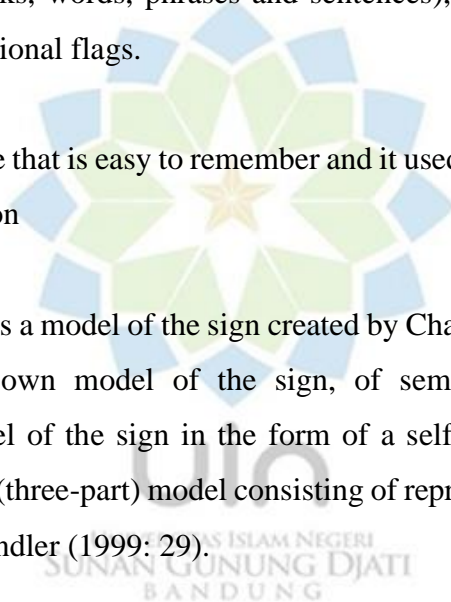 ks, words, phrases and sentences),
ional flags.
e that is easy to remember and it used
on
s a model of the sign created by Cha
own model of the sign, of sem
el of the sign in the form of a self
(three-part) model consisting of repr
ndler (1999: 29).
uin
UNIVERSITAS ISLAM NEGERI
SUNAN GUNUNG DJATI
BANDUNG